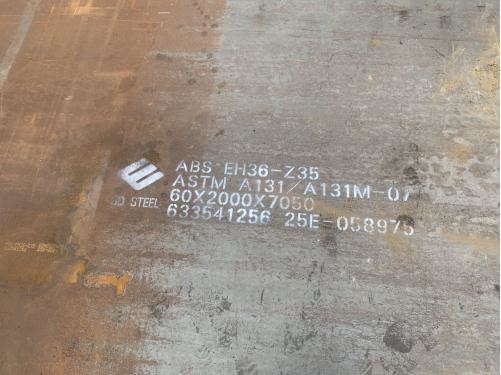 ABS EH36-Z35
ASTM A131/A131M-07
60X2000X7050
STEEL
633541256 25E-058975